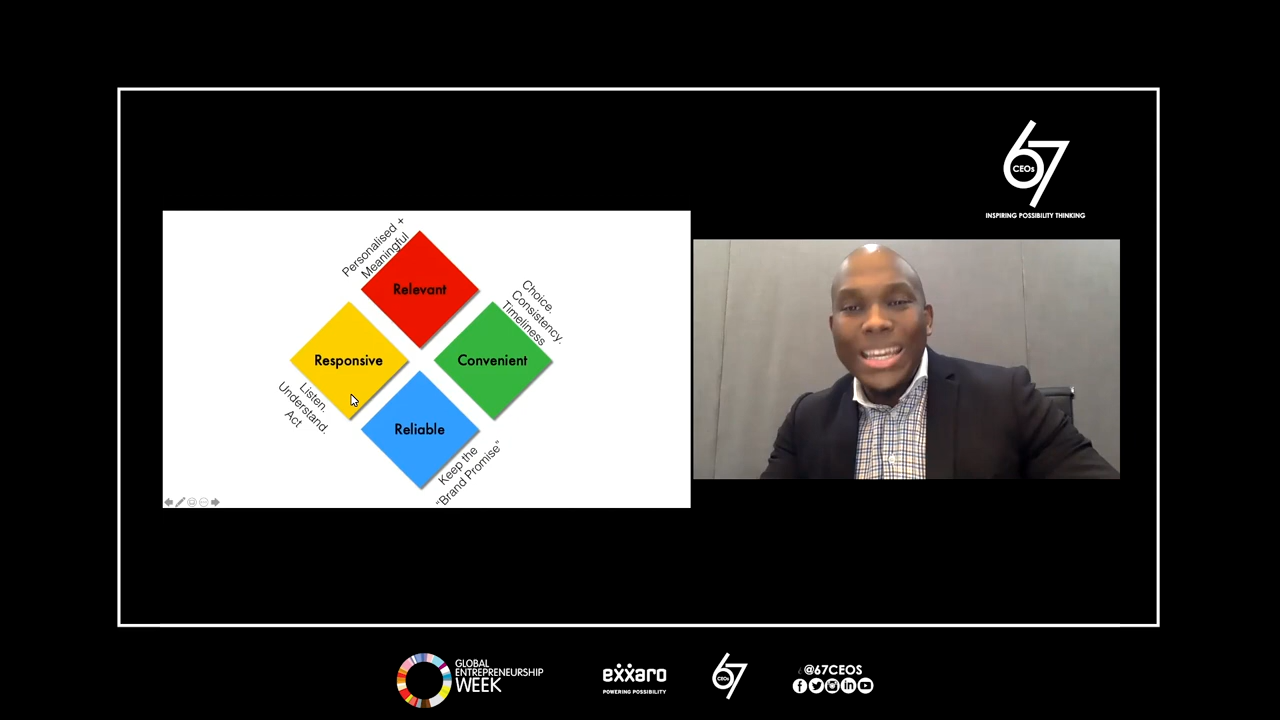 67
CEOs
INSPIRING POSSIBILITY THINKING
Personalised +
Meaningful
Relevant
Choice.
Consistency.
Timeliness
Responsive
Convenient
Listen.
Understand.
Act
Reliable
Keep the
“Brand Promise”
GLOBAL
ENTREPRENEURSHIP
WEEK
exxaro
POWERING POSSIBILITY
67
CEOs
@67CEOS